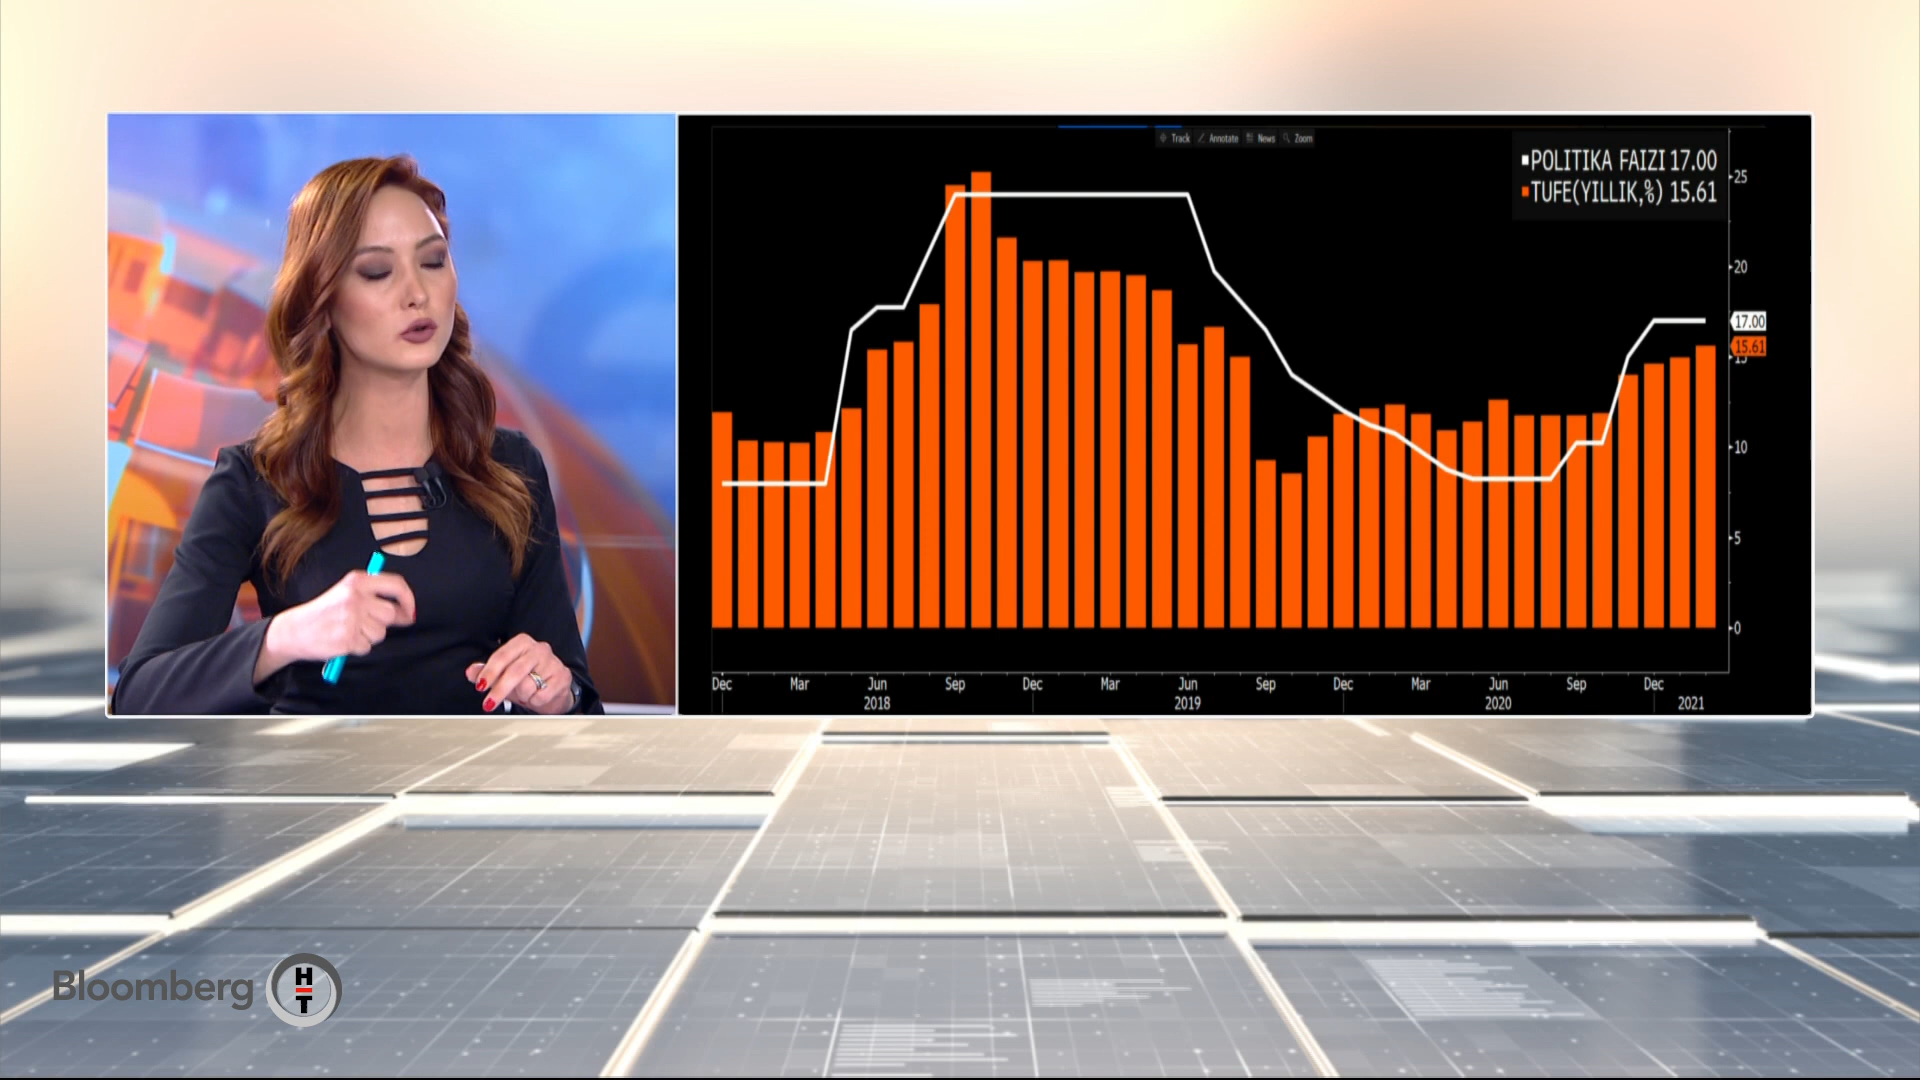 Track Annotate News Zoom
POLITIKA FAIZI 17.00
TUFE(YILLIK,%) 15.61
25
20
17.00
15.61
15
10
5
0
Dec Mar Jun Sep Dec Mar Jun Sep Dec Mar Jun Sep Dec
2018 2019 2020 2021
Bloomberg HT